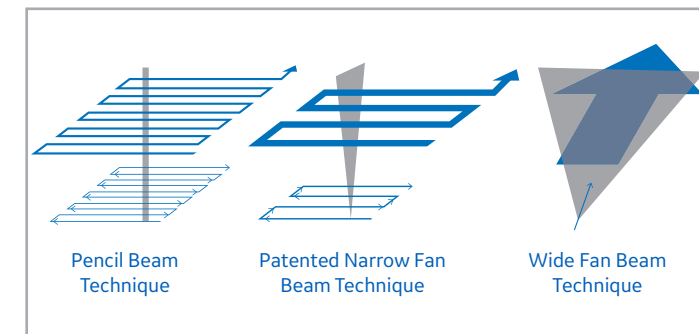 Pencil Beam
Technique
Patented Narrow Fan
Beam Technique
Wide Fan Beam
Technique